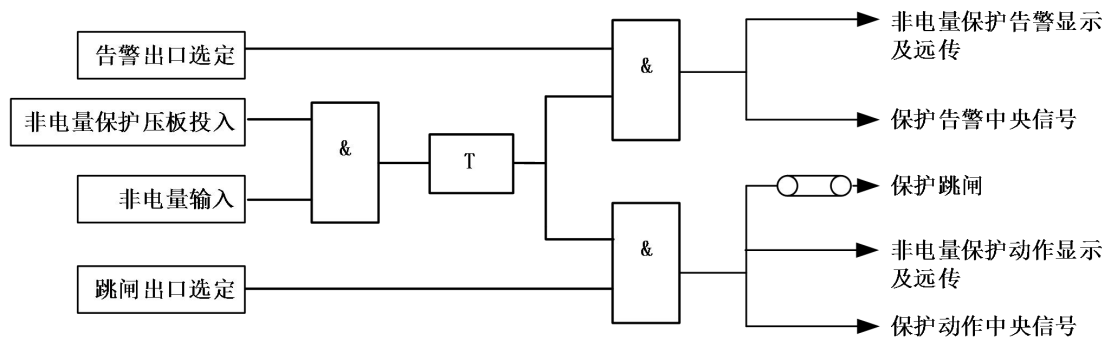 告警出口选定
非电量保护压板投入
非电量输入
跳闸出口选定
&
T
&
&
非电量保护告警显示
及远传
保护告警中央信号
保护跳闸
非电量保护动作显示
及远传
保护动作中央信号